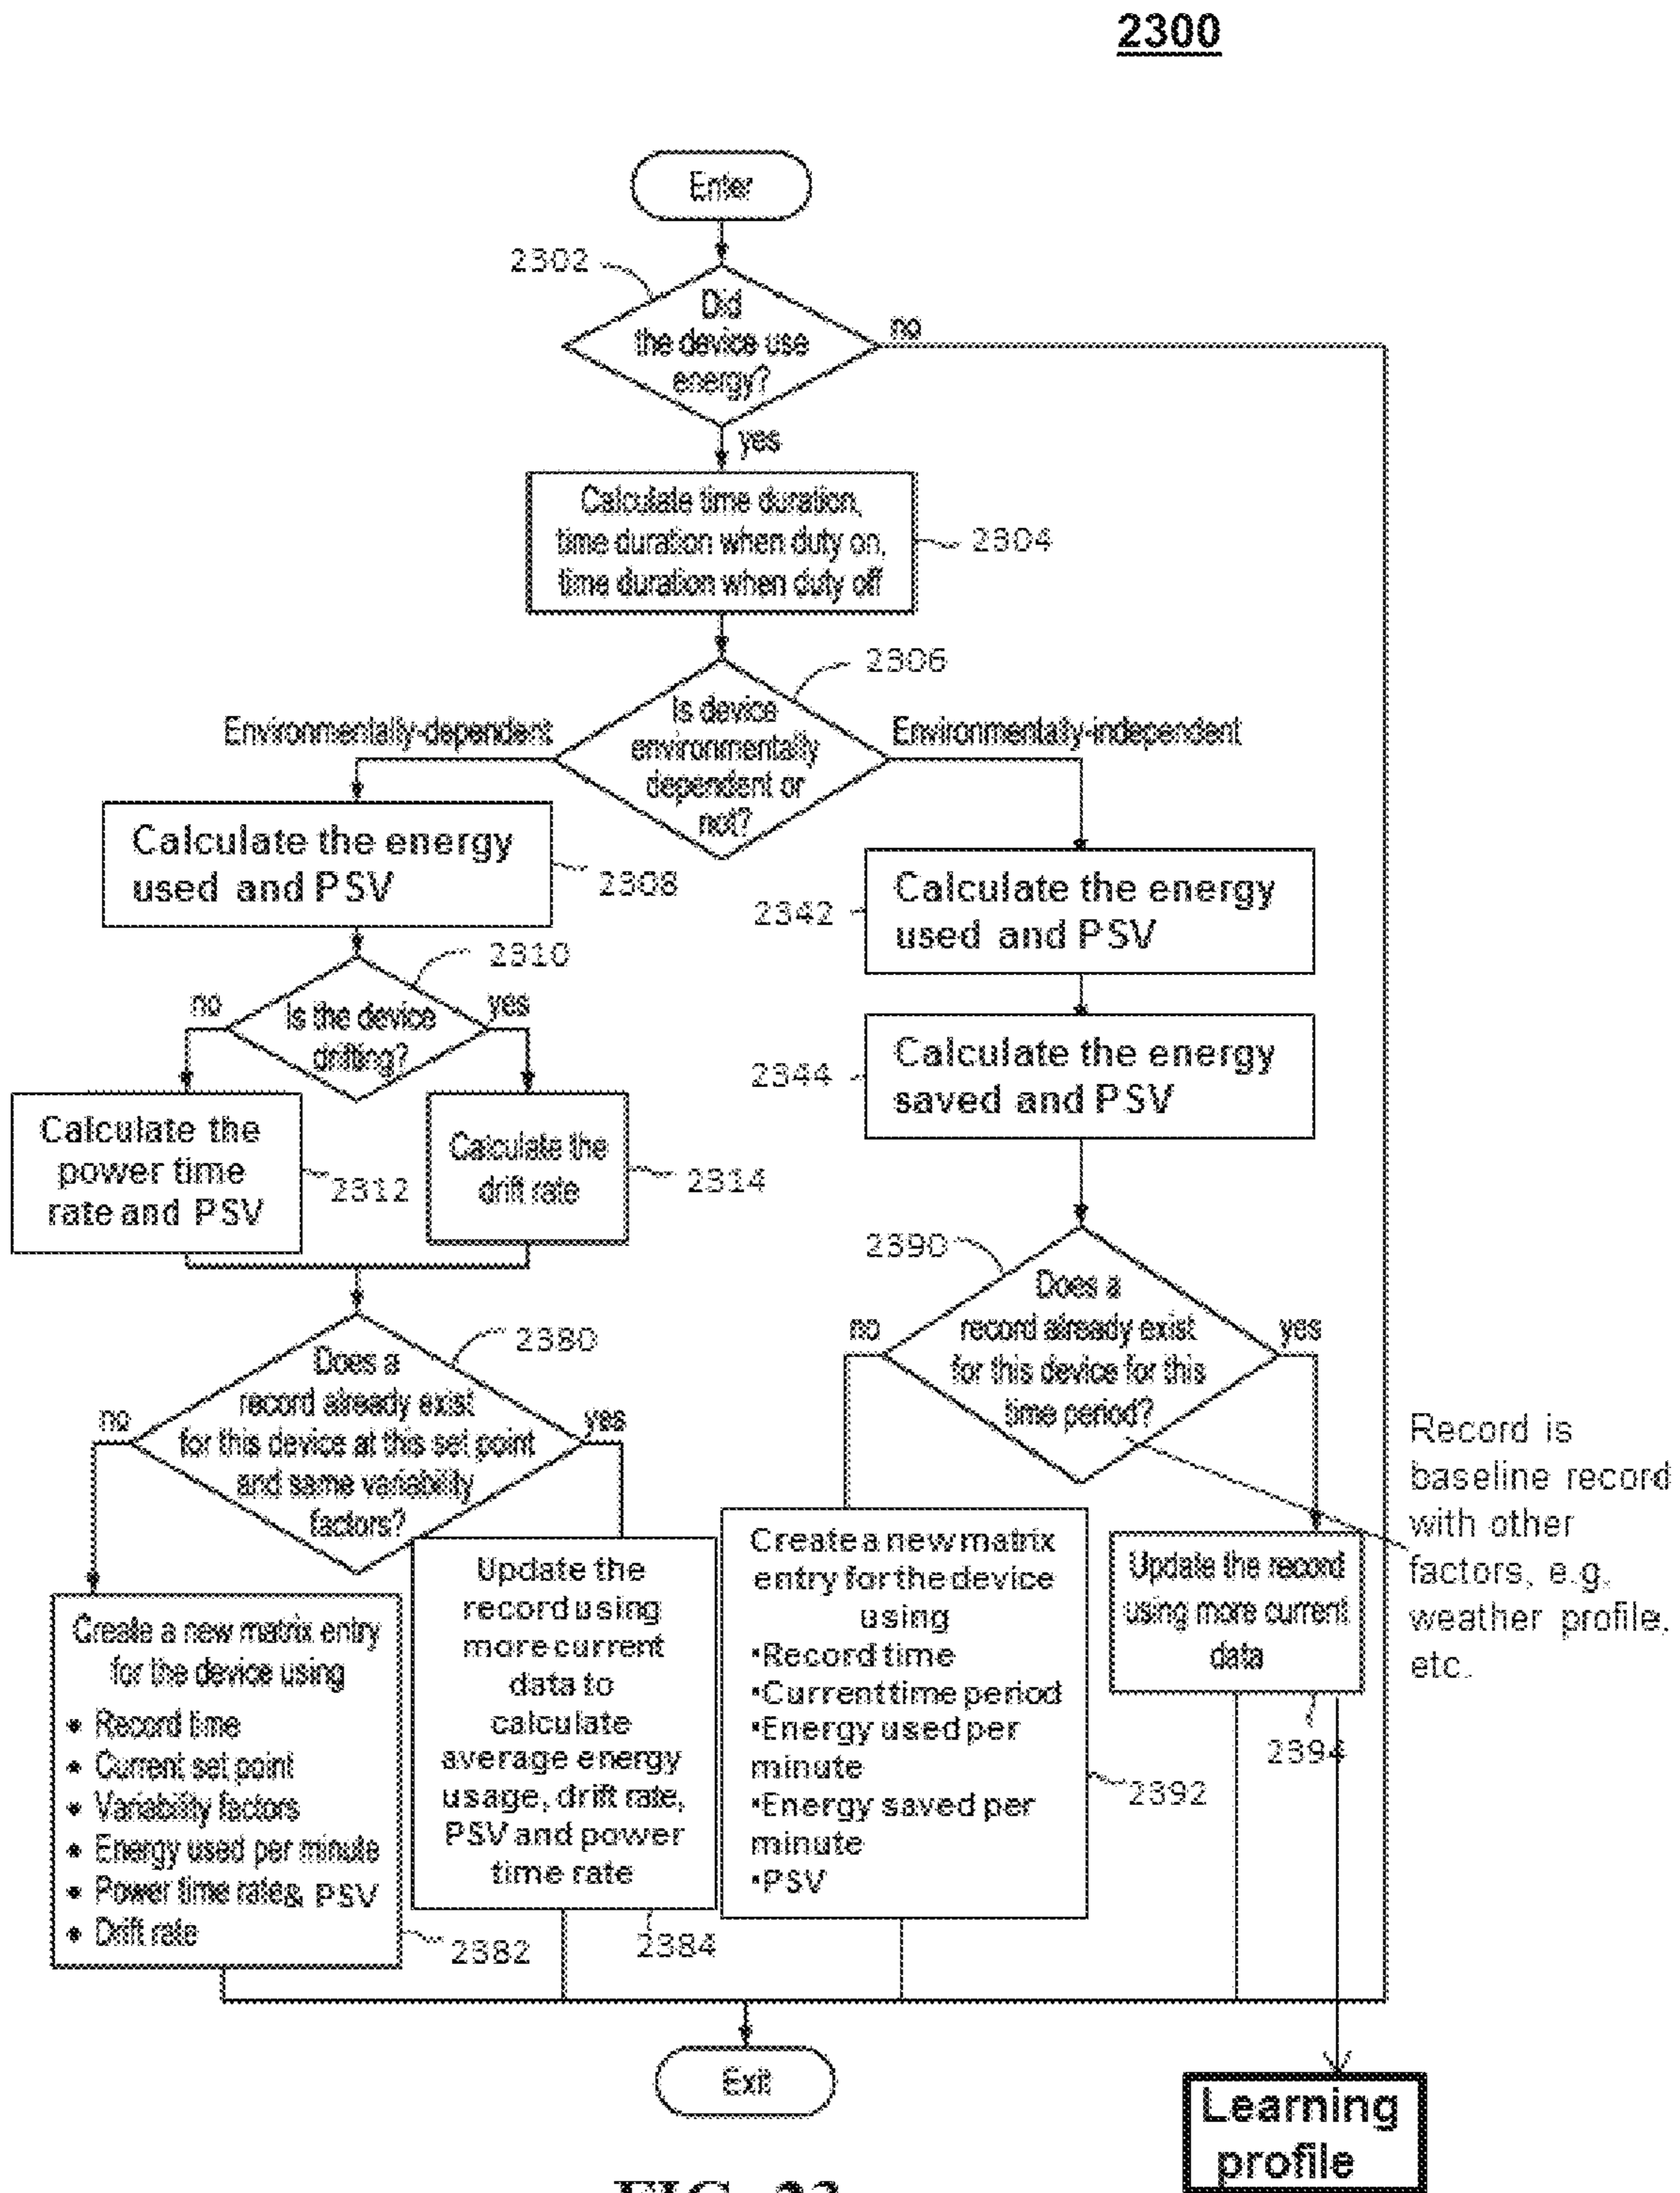 2300
Enter
2302
Did
the device use
energy?
no
yes
Calculate time duration,
time duration when duty on,
time duration when duty off
2304
2306
Is device
environmentally
dependent or
not?
Environmentally-dependent
Environmentally-independent
Calculate the energy
used and PSV
2308
2342
Calculate the energy
used and PSV
2310
no
yes
Is the device
drifting?
2344
Calculate the energy
saved and PSV
Calculate the
power time
rate and PSV
2312
Calculate the
drift rate
2314
2390
Does a
record already exist
for this device for this
time period?
no
yes
2380
Does a
record already exist
for this device at this set point
and same variability
factors?
no
yes
Record is
baseline record
with other
factors, e.g.
weather profile,
etc.
Create a new matrix entry
for the device using
• Record time
• Current set point
• Variability factors
• Energy used per minute
• Power time rate& PSV
• Drift rate
2382
Update the
record using
more current
data to
calculate
average energy
usage, drift rate,
PSV and power
time rate
2384
Create a new matrix
entry for the device
using
•Record time
•Current time period
•Energy used per
minute
•Energy saved per
minute
•PSV
2392
Update the record
using more current
data
2394
Exit
Learning
profile
FIG. 23